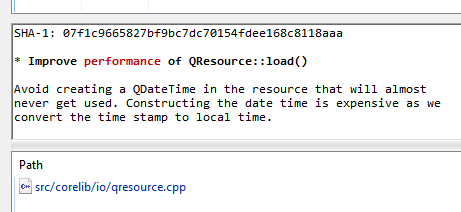 SHA-1: 07f1c9665827bf9bc7dc70154fdee168c8118aaa
* Improve performance of QResource::load()
Avoid creating a QDateTime in the resource that will almost
never get used. Constructing the date time is expensive as we
convert the time stamp to local time.
Path
src/corelib/io/qresource.cpp